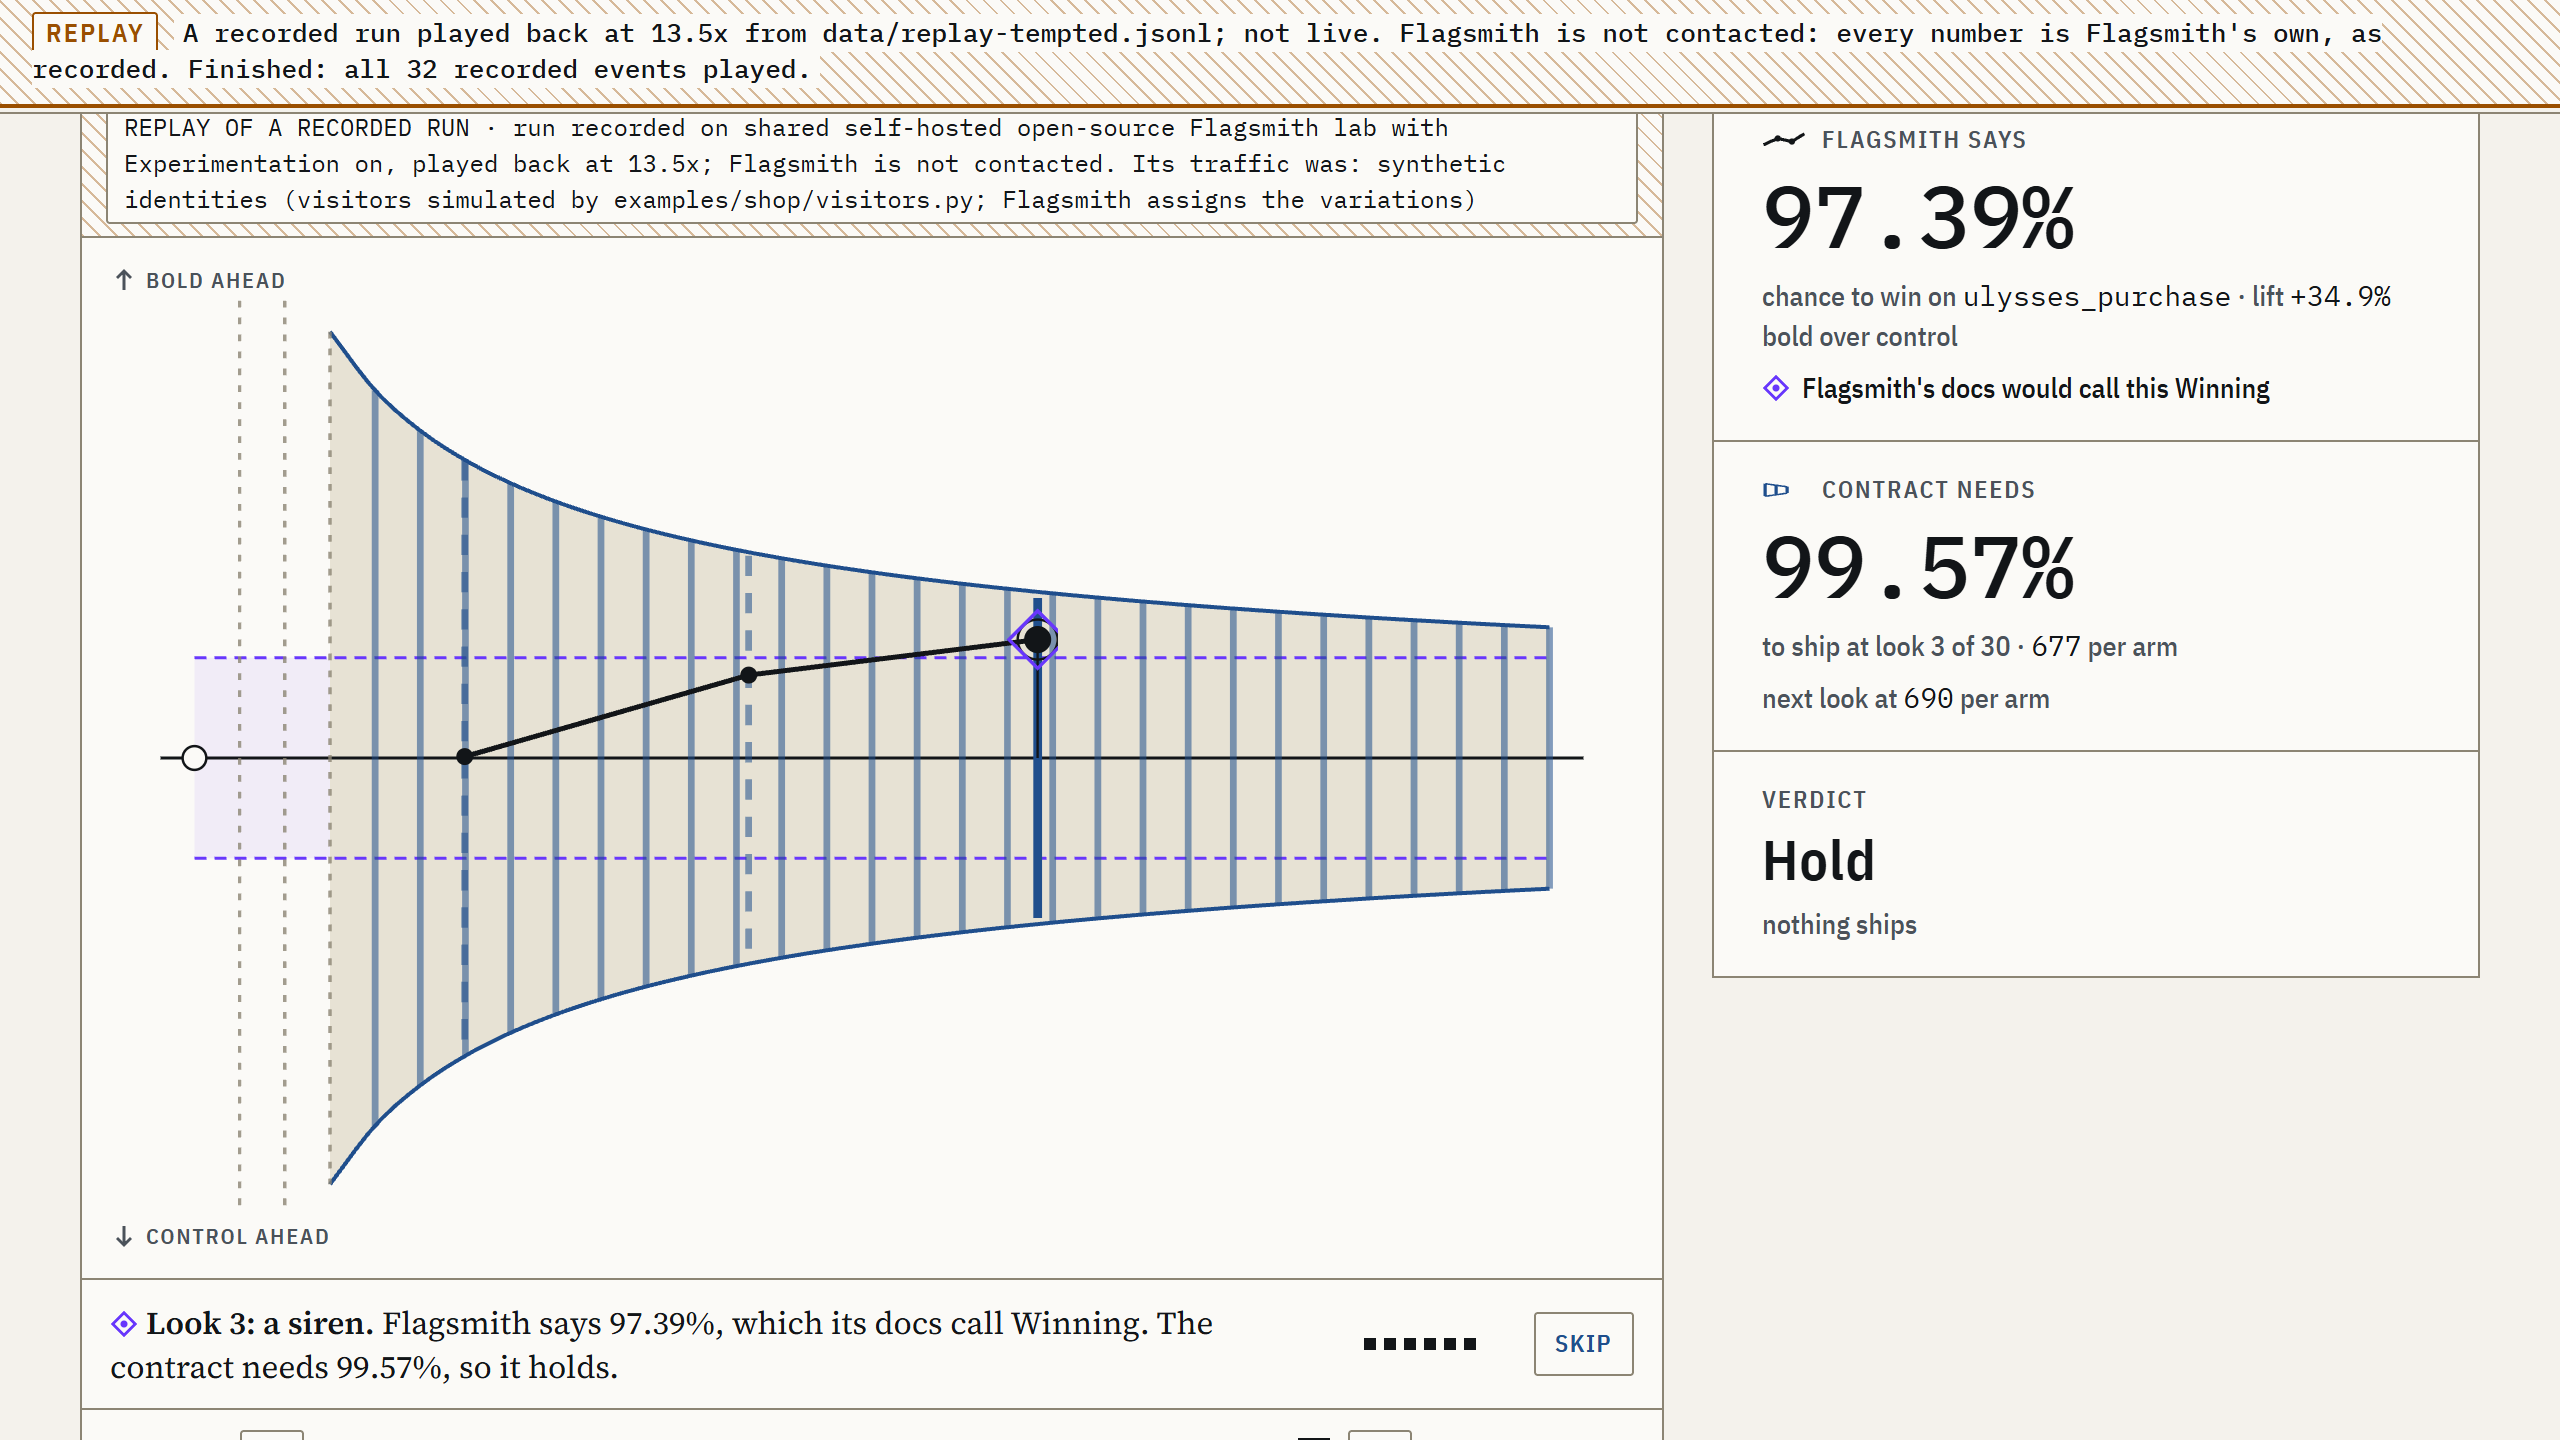 REPLAY A recorded run played back at 13.5x from data/replay-tempted.jsonl; not live. Flagsmith is not contacted: every number is Flagsmith's own, as
recorded. Finished: all 32 recorded events played.
REPLAY OF A RECORDED RUN · run recorded on shared self-hosted open-source Flagsmith lab with
Experimentation on, played back at 13.5x; Flagsmith is not contacted. Its traffic was: synthetic
identities (visitors simulated by examples/shop/visitors.py; Flagsmith assigns the variations)
↑ BOLD AHEAD
↓ CONTROL AHEAD
Look 3: a siren. Flagsmith says 97.39%, which its docs call Winning. The
contract needs 99.57%, so it holds.
SKIP
FLAGSMITH SAYS
97.39%
chance to win on ulysses_purchase · lift +34.9%
bold over control
Flagsmith's docs would call this Winning
CONTRACT NEEDS
99.57%
to ship at look 3 of 30 · 677 per arm
next look at 690 per arm
VERDICT
Hold
nothing ships